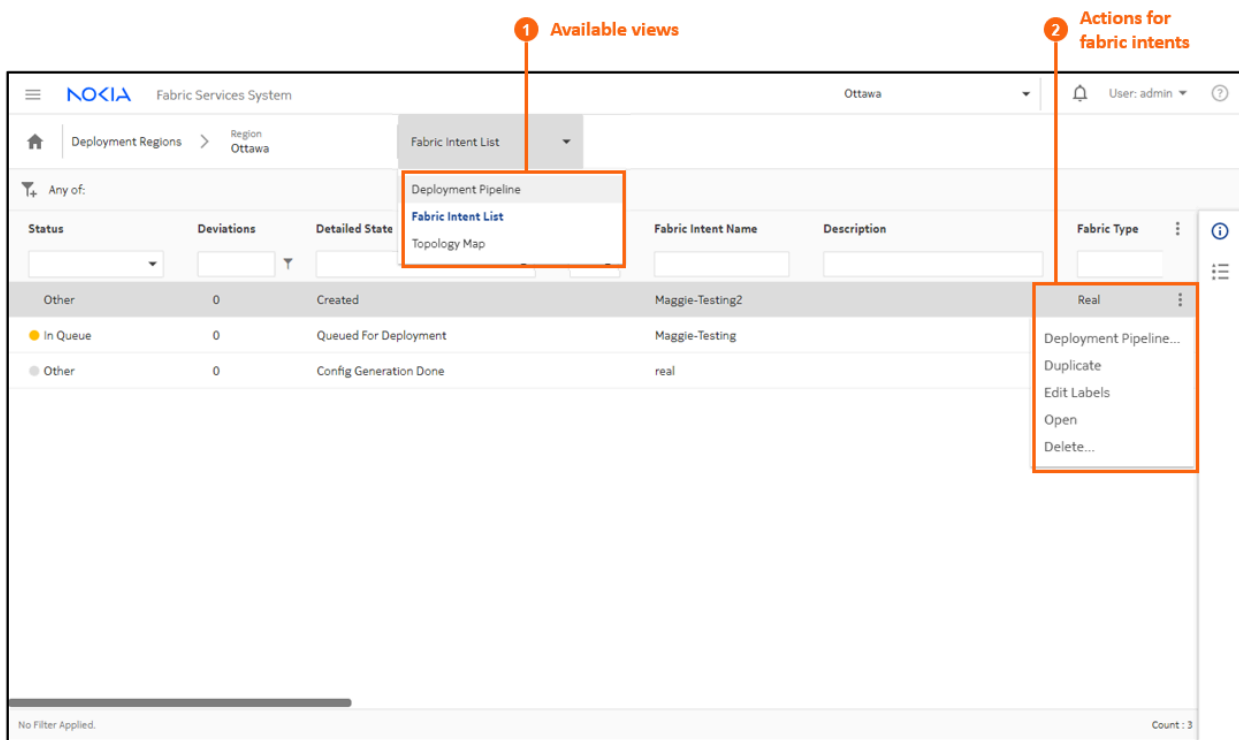 1 Available views
2 Actions for
fabric intents
NOKIA Fabric Services System Ottawa User: admin ?
Deployment Regions Region
Ottawa
Fabric Intent List
Any of:
Deployment Pipeline
Fabric Intent List
Topology Map
Status Deviations Detailed State Fabric Intent Name Description Fabric Type
Other 0 Created Maggie-Testing2 Real
In Queue 0 Queued For Deployment Maggie-Testing
Other 0 Config Generation Done real
Deployment Pipeline...
Duplicate
Edit Labels
Open
Delete...
No Filter Applied. Count : 3